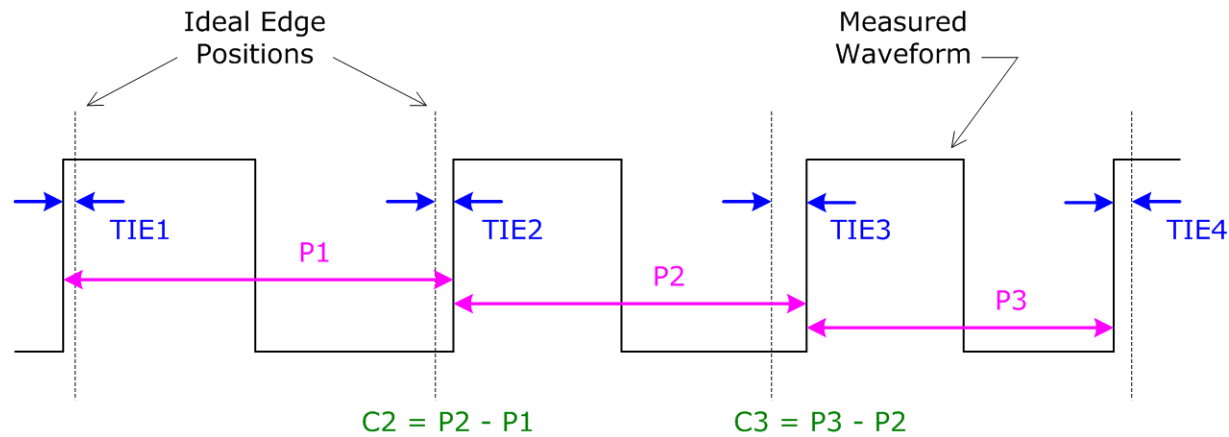 Ideal Edge
Positions
Measured
Waveform
TIE1
TIE2
TIE3
TIE4
P1
P2
P3
C2 = P2 - P1
C3 = P3 - P2